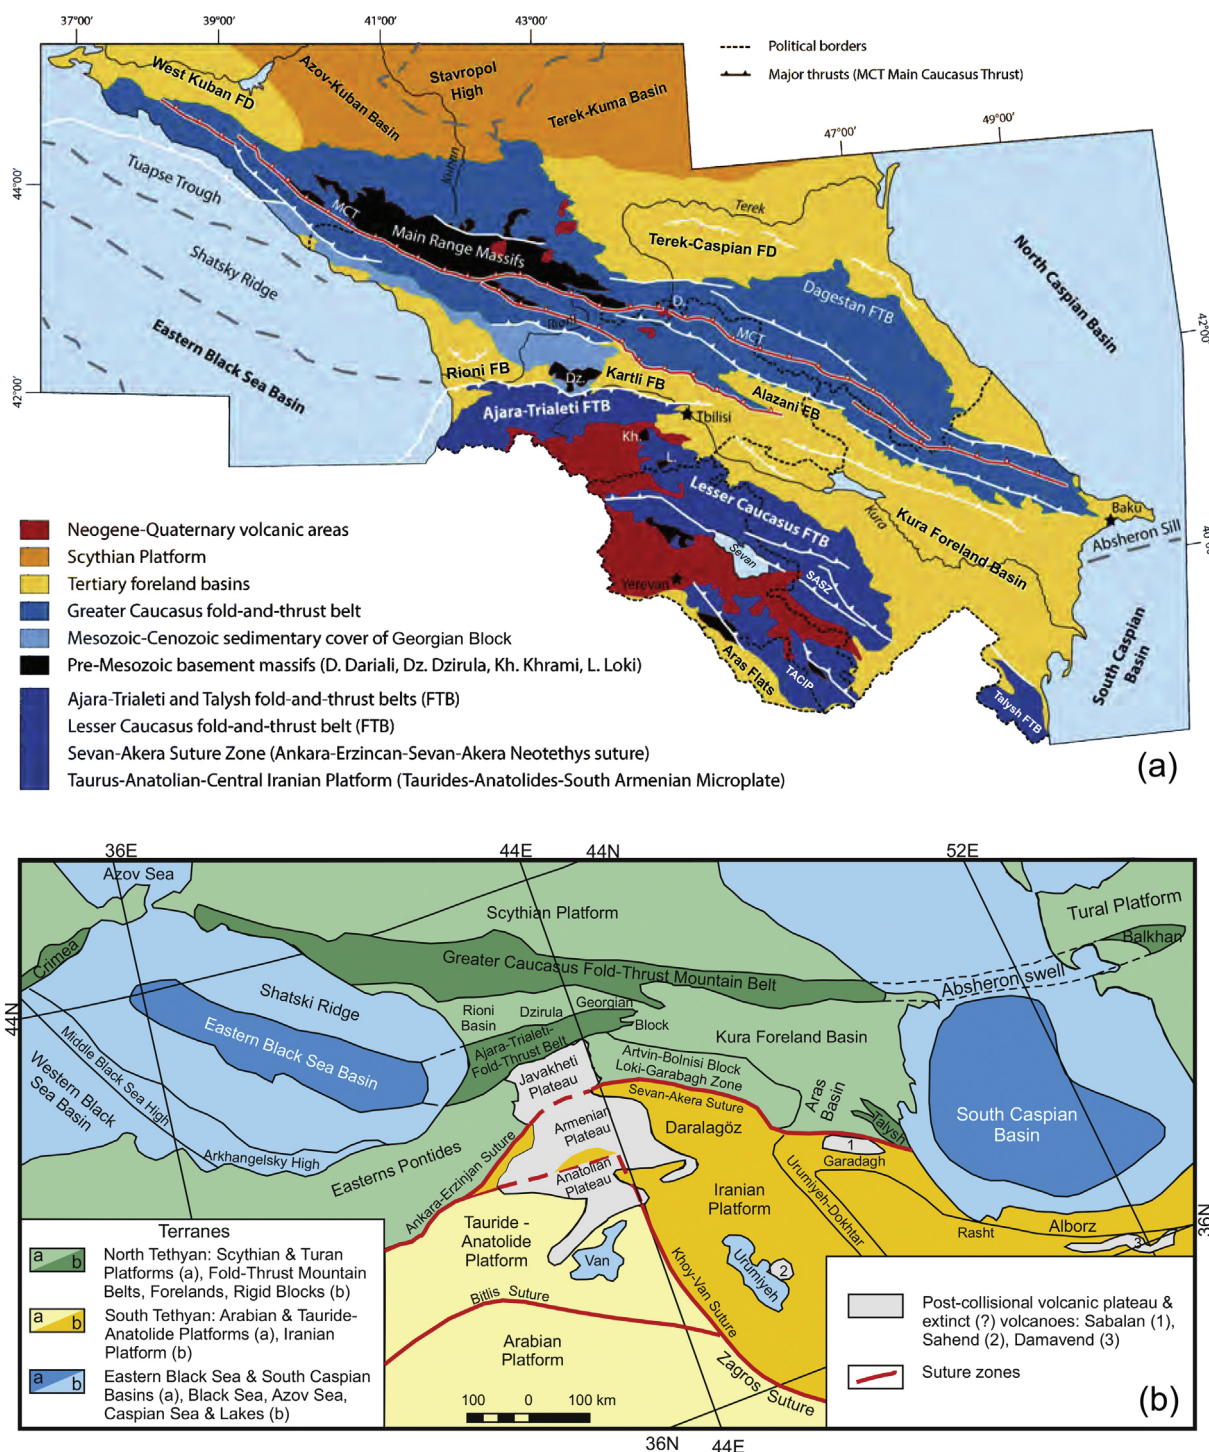 37°00'
39°00'
41°00'
43°00'
Political borders
Major thrusts (MCT Main Caucasus Thrust)
47°00'
49°00'
West Kuban FD
Azov-Kuban Basin
Stavropol
High
Terek-Kuma Basin
Kuban
44°00'
Tuapse Trough
MCT
Main Range Massifs
Terek
Terek-Caspian FD
North Caspian Basin
Shatsky Ridge
Dagestan FTB
D.
MCT
42°00'
Eastern Black Sea Basin
Rioni
Rioni FB
Dz.
Kartli FB
Alazani FB
42°00'
Ajara-Trialeti FTB
Tbilisi
Kh.
L.
Lesser Caucasus FTB
Kura
Kura Foreland Basin
Baku
Absheron Sill
Sevan
SASZ
Yerevan
Aras Flats
TACIP
South Caspian
Basin
Talysh FTB
Neogene-Quaternary volcanic areas
Scythian Platform
Tertiary foreland basins
Greater Caucasus fold-and-thrust belt
Mesozoic-Cenozoic sedimentary cover of Georgian Block
Pre-Mesozoic basement massifs (D. Dariali, Dz. Dzirula, Kh. Khrami, L. Loki)
Ajara-Trialeti and Talysh fold-and-thrust belts (FTB)
Lesser Caucasus fold-and-thrust belt (FTB)
Sevan-Akera Suture Zone (Ankara-Erzincan-Sevan-Akera Neotethys suture)
Taurus-Anatolian-Central Iranian Platform (Taurides-Anatolides-South Armenian Microplate)
(a)
36E
44E
44N
52E
Azov Sea
Scythian Platform
Tural Platform
Balkhan
Crimea
Greater Caucasus Fold-Thrust Mountain Belt
Absheron swell
Shatski Ridge
44N
Rioni
Basin
Dzirula
Georgian
Block
Kura Foreland Basin
Eastern Black Sea Basin
Middle Black Sea High
Western Black
Sea Basin
Ajara-Trialeti-
Fold-Thrust Belt
Javakheti
Plateau
Artvin-Bolnisi Block
Loki-Garabagh Zone
Sevan-Akera Suture
Aras
Basin
Talysh
South Caspian
Basin
Armenian
Plateau
Daralagöz
1
Garadagh
Arkhangelsky High
Easterns Pontides
Ankara-Erzinjan Suture
Anatolian
Plateau
Iranian
Platform
Urumiyeh-Dokhtar
Rasht
Alborz
3
36N
Terranes
a
b
North Tethyan: Scythian & Turan
Platforms (a), Fold-Thrust Mountain
Belts, Forelands, Rigid Blocks (b)
a
b
South Tethyan: Arabian & Tauride-
Anatolide Platforms (a), Iranian
Platform (b)
a
b
Eastern Black Sea & South Caspian
Basins (a), Black Sea, Azov Sea,
Caspian Sea & Lakes (b)
Tauride -
Anatolide
Platform
Van
Urumiyeh
2
Khoy-Van Suture
Bitlis Suture
Arabian
Platform
Zagros Suture
100 0 100 km
Post-collisional volcanic plateau &
extinct (?) volcanoes: Sabalan (1),
Sahend (2), Damavend (3)
Suture zones
(b)
36N
44E